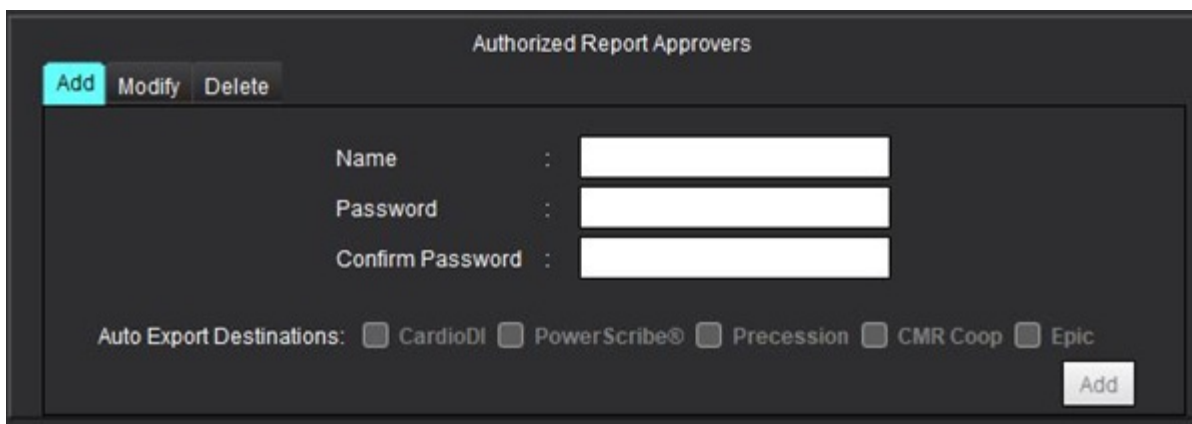 Authorized Report Approvers
Add Modify Delete
Name :
Password :
Confirm Password :
Auto Export Destinations: CardioDI PowerScribe® Precession CMR Coop Epic
Add